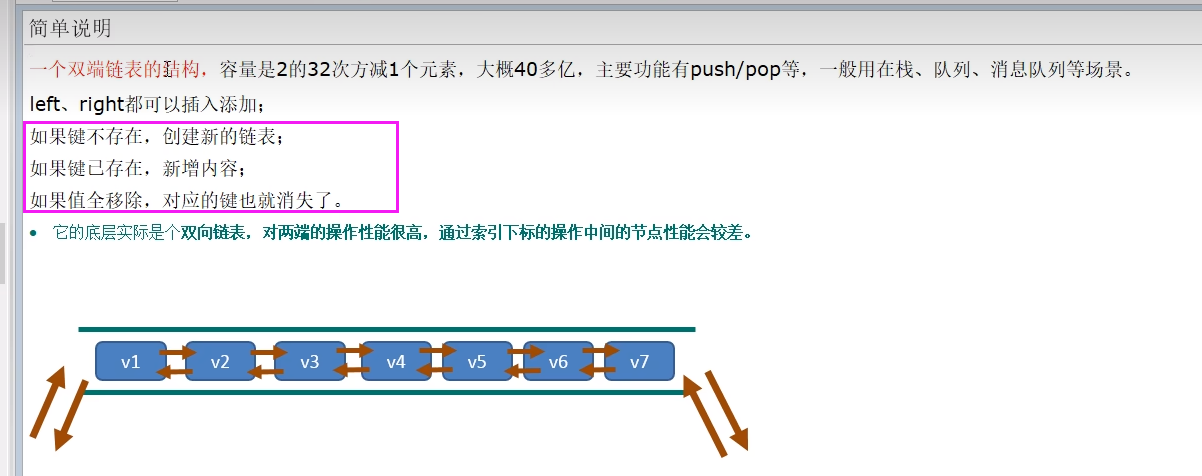 简单说明
一个双端链表的结构，容量是2的32次方减1个元素，大概40多亿，主要功能有push/pop等，一般用在栈、队列、消息队列等场景。
left、right都可以插入添加；
如果键不存在，创建新的链表；
如果键已存在，新增内容；
如果值全移除，对应的键也就消失了。
● 它的底层实际是个双向链表，对两端的操作性能很高，通过索引下标的操作中间的节点性能会较差。
v1 v2 v3 v4 v5 v6 v7